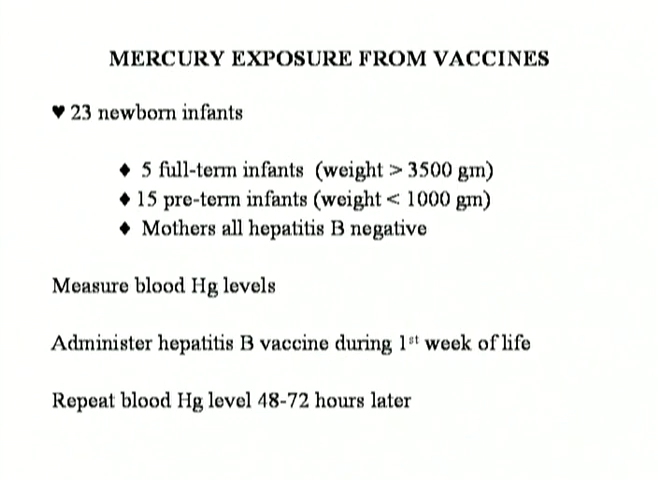 MERCURY EXPOSURE FROM VACCINES
♥ 23 newborn infants
♦ 5 full-term infants (weight > 3500 gm)
♦ 15 pre-term infants (weight < 1000 gm)
♦ Mothers all hepatitis B negative
Measure blood Hg levels
Administer hepatitis B vaccine during 1st week of life
Repeat blood Hg level 48-72 hours later